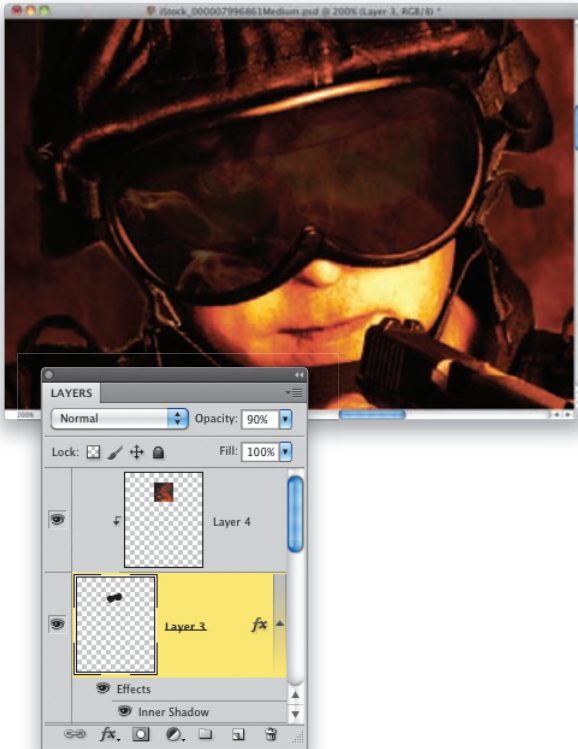 iStock_000007996861Medium.psd @ 200% (Layer 3, RGB/8) *
200%
LAYERS
Normal Opacity: 90%
Lock: Fill: 100%
Layer 4
Layer 3 fx
Effects
Inner Shadow
fx.